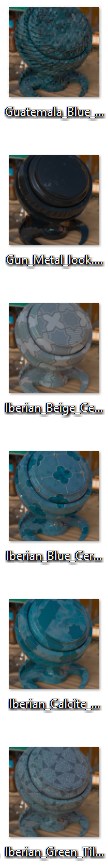 Guatemala_Blue_...
Gun_Metal_look....
Iberian_Beige_Ce...
Iberian_Blue_Cer...
Iberian_Calcite_...
Iberian_Green_Til...